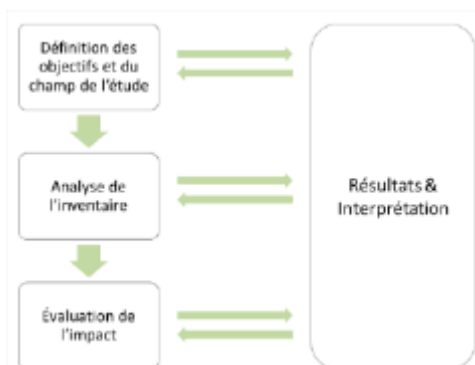 Définition des
objectifs et du
champ de l'étude
Analyse de
l'inventaire
Évaluation de
l'impact
Résultats &
Interprétation